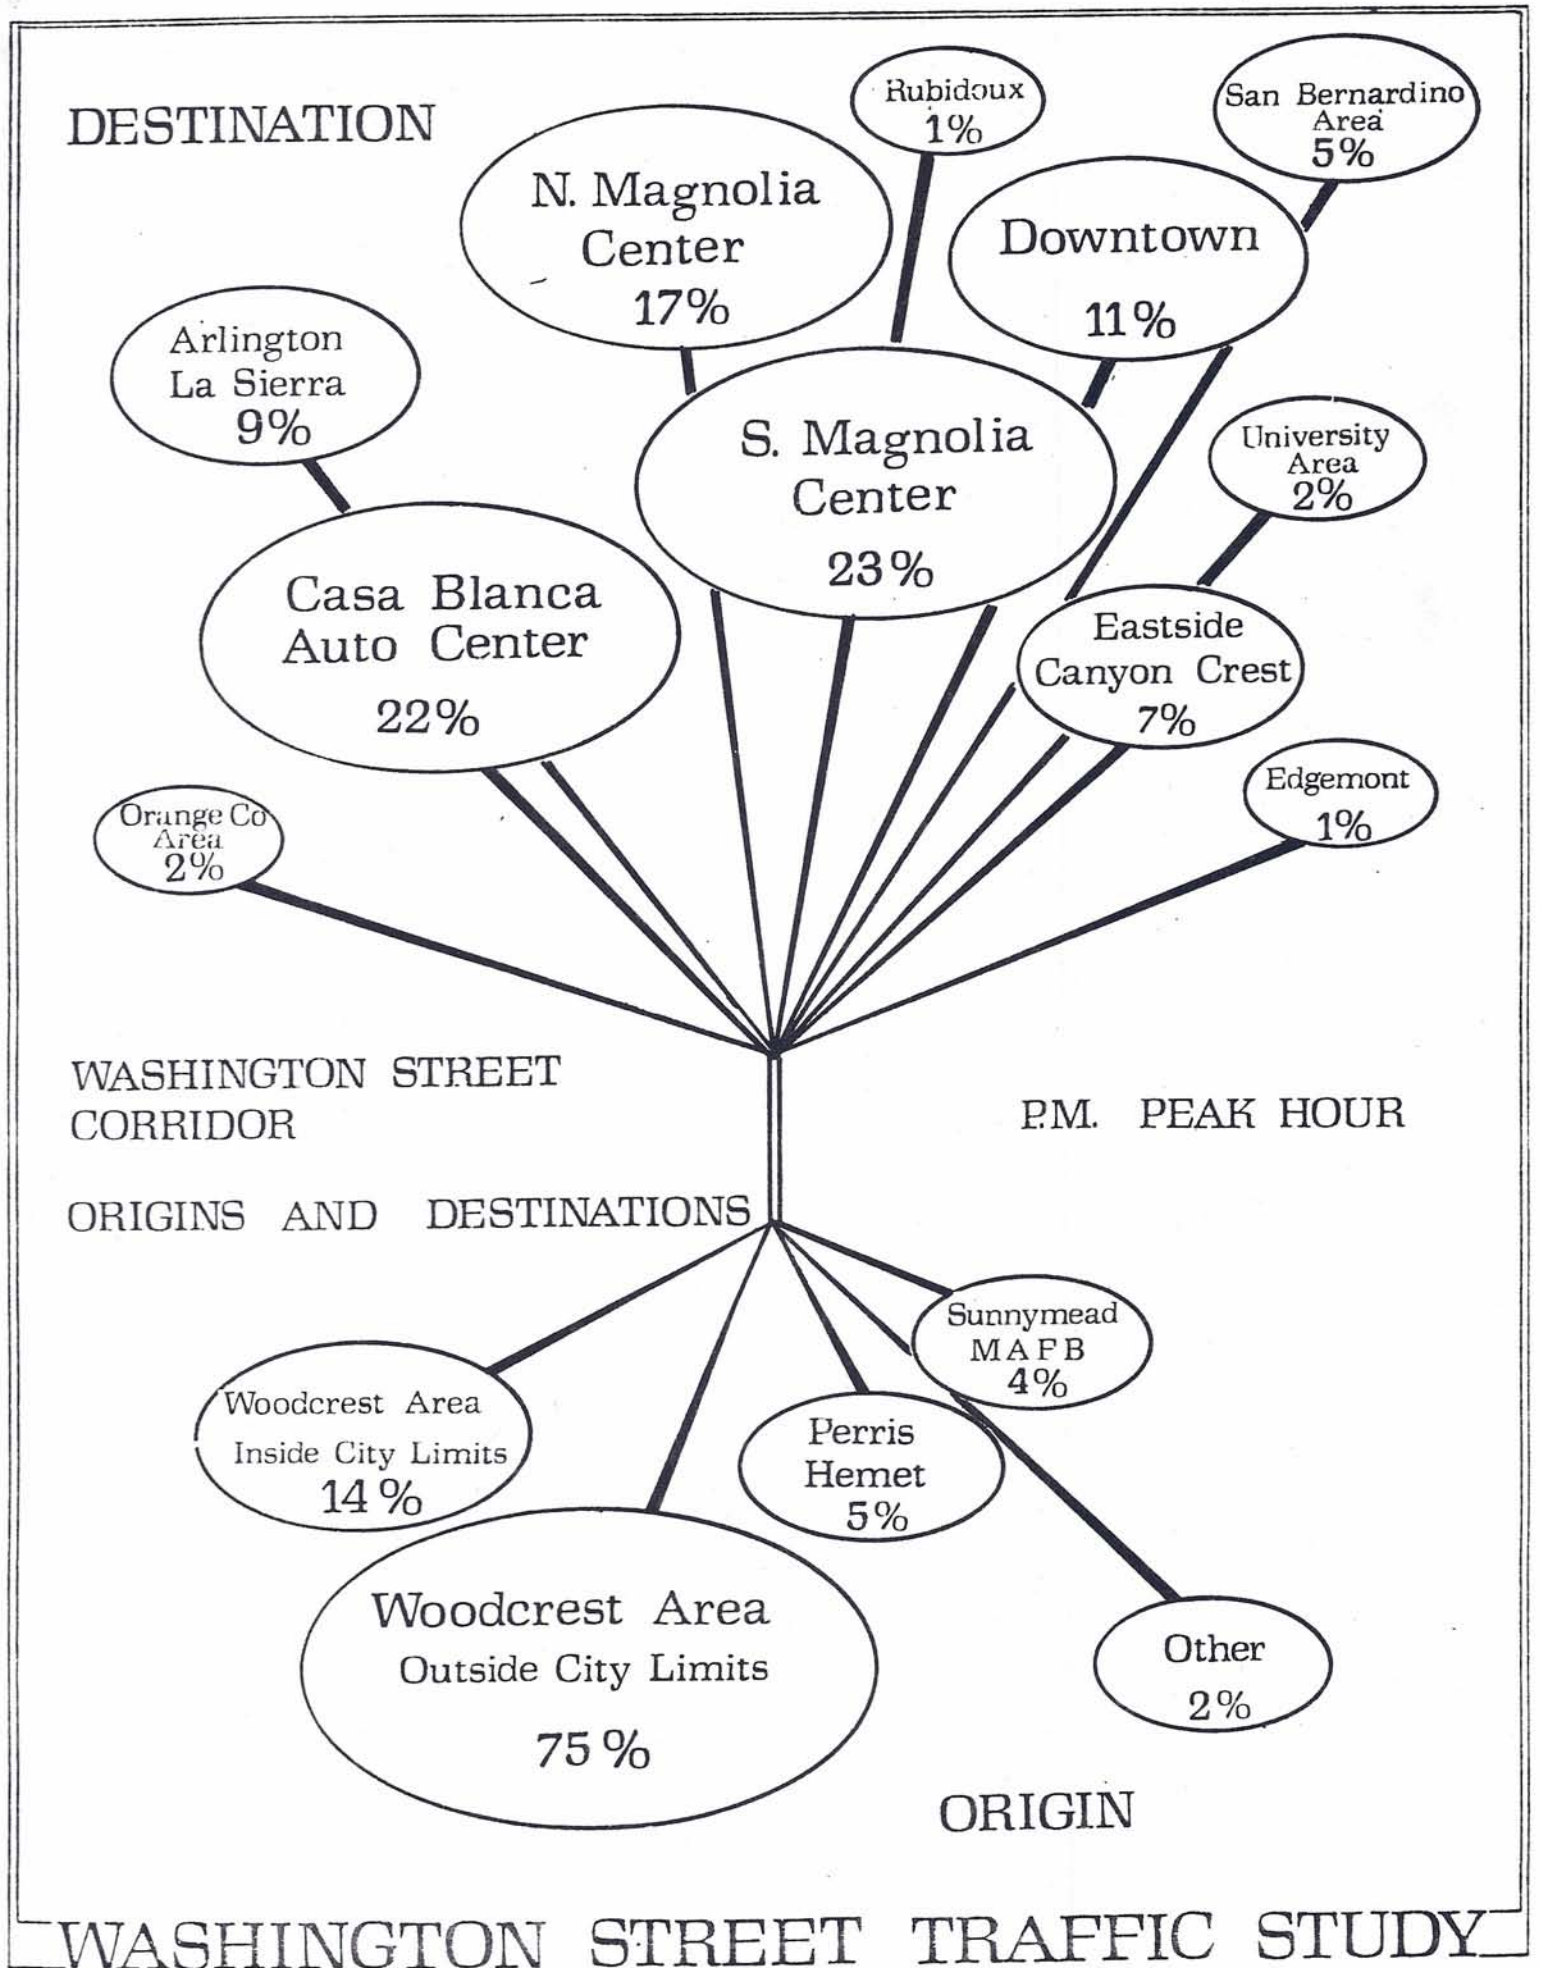 DESTINATION
Rubidoux
1%
San Bernardino
Area
5%
N. Magnolia
Center
17%
Downtown
11%
Arlington
La Sierra
9%
S. Magnolia
Center
23%
University
Area
2%
Casa Blanca
Auto Center
22%
Eastside
Canyon Crest
7%
Edgemont
1%
Orange Co
Area
2%
WASHINGTON STREET
CORRIDOR
P.M. PEAK HOUR
ORIGINS AND DESTINATIONS
Sunnymead
MAFB
4%
Woodcrest Area
Inside City Limits
14%
Perris
Hemet
5%
Woodcrest Area
Outside City Limits
75%
Other
2%
ORIGIN
WASHINGTON STREET TRAFFIC STUDY